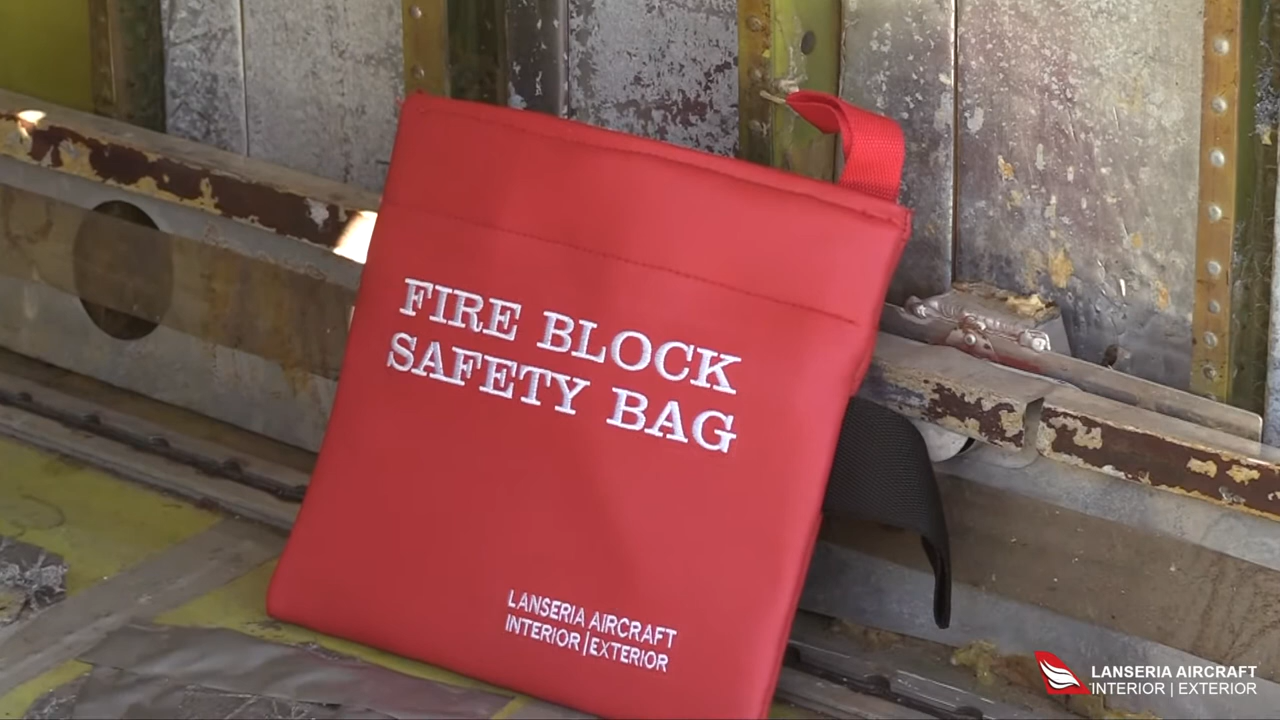 FIRE BLOCK
SAFETY BAG
LANSERIA AIRCRAFT
INTERIOR|EXTERIOR
LANSERIA AIRCRAFT
INTERIOR | EXTERIOR